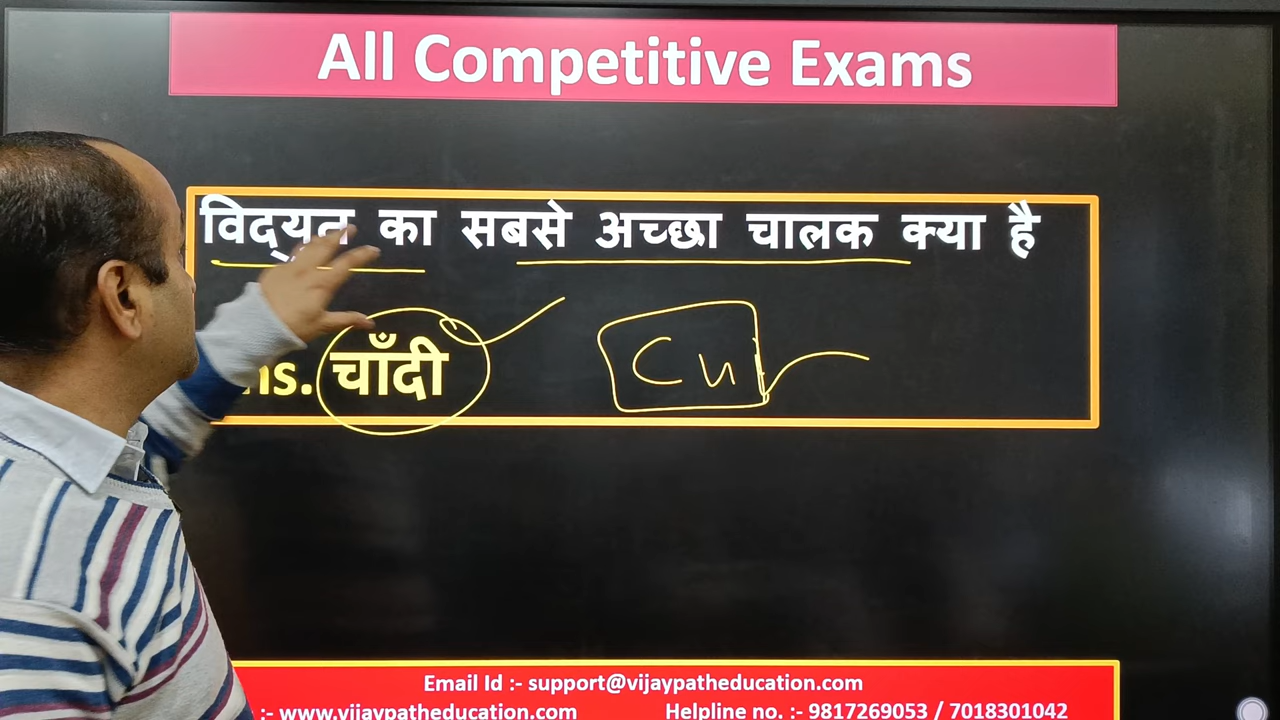 All Competitive Exams
विद्युत का सबसे अच्छा चालक क्या है
चाँदी Cu
Email Id :- support@vijaypatheducation.com
:- www.vijaypatheducation.com Helpline no. :- 9817269053 / 7018301042